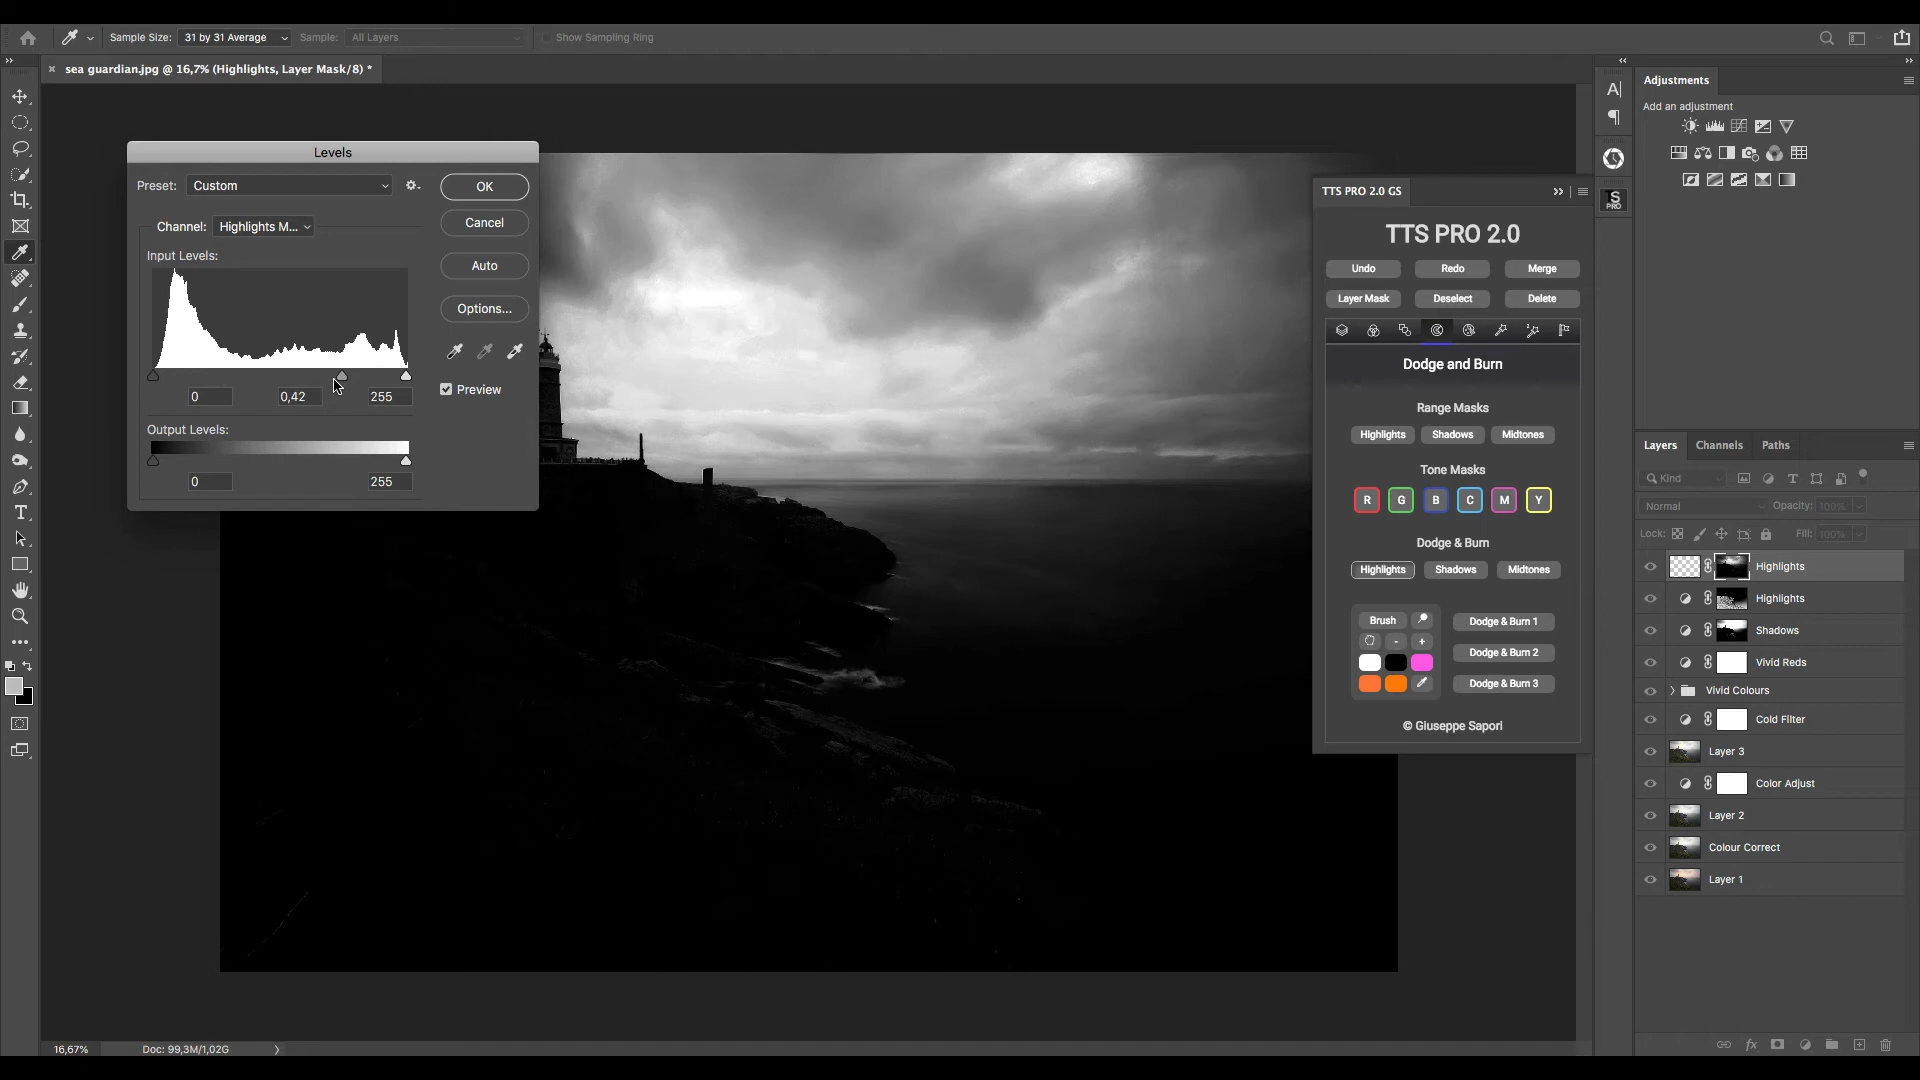 Sample Size: 31 by 31 Average Sample: All Layers Show Sampling Ring
× sea guardian.jpg @ 16,7% (Highlights, Layer Mask/8) *
Levels
Preset: Custom
OK
Channel: Highlights M...
Cancel
Input Levels:
Auto
Options...
0 0,42 255
Preview
Output Levels:
0 255
16,67% Doc: 99,3M/1,02G
TTS PRO 2.0 GS
TTS PRO 2.0
Undo Redo Merge
Layer Mask Deselect Delete
Dodge and Burn
Range Masks
Highlights Shadows Midtones
Tone Masks
R G B C M Y
Dodge & Burn
Highlights Shadows Midtones
Brush
- +
Dodge & Burn 1
Dodge & Burn 2
Dodge & Burn 3
© Giuseppe Sapori
A|
TS
PRO
Adjustments
Add an adjustment
Layers Channels Paths
Kind
Normal Opacity: 100%
Lock: Fill: 100%
Highlights
Highlights
Shadows
Vivid Reds
Vivid Colours
Cold Filter
Layer 3
Color Adjust
Layer 2
Colour Correct
Layer 1
fx